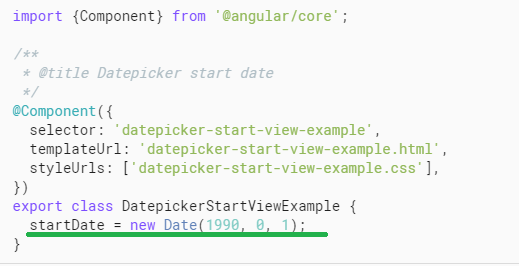 import {Component} from '@angular/core';
/**
* @title Datepicker start date
*/
@Component({
selector: 'datepicker-start-view-example',
templateUrl: 'datepicker-start-view-example.html',
styleUrls: ['datepicker-start-view-example.css'],
})
export class DatepickerStartViewExample {
startDate = new Date(1990, 0, 1);
}